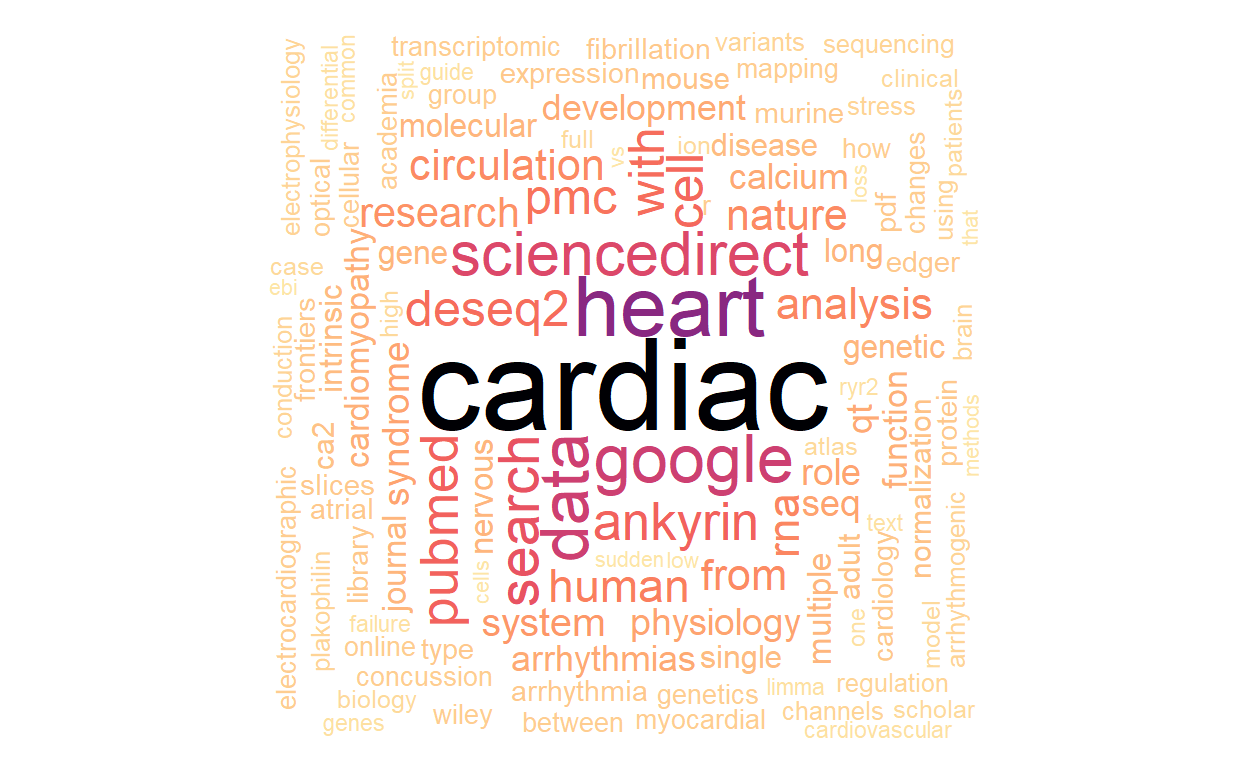 transcriptomic
fibrillation
variants
sequencing
electrophysiology
differential
common
split
guide
expression
mouse
mapping
clinical
academia
group
development
murine
stress
patients
molecular
full
vs
ion
disease
how
optical
cellular
circulation
with
cell
calcium
loss
changes
pdf
using
that
research
pmc
r
nature
gene
sciencedirect
long
edger
case
ebi
cardiomyopathy
intrinsic
high
deseq2
heart
analysis
frontiers
conduction
genetic
brain
cardiac
syndrome
ryr2
qt
function
protein
methods
ca2
pubmed
nervous
search
data
google
atlas
role
normalization
slices
atrial
journal
ankyrin
rna
seq
text
electrocardiographic
library
plakophilin
cells
sudden
low
human
from
adult
cardiology
arrhythmogenic
multiple
failure
system
physiology
one
model
online
type
arrhythmias
single
concussion
arrhythmia
genetics
limma
regulation
biology
wiley
between
myocardial
channels
scholar
genes
cardiovascular